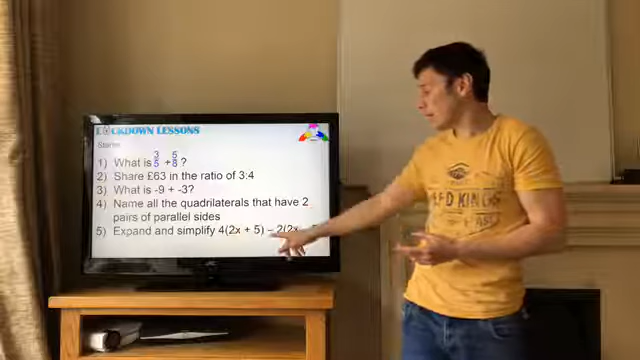 LOCKDOWN LESSONS
Starter
1) What is 3/5 + 5/8 ?
2) Share £63 in the ratio of 3:4
3) What is -9 + -3?
4) Name all the quadrilaterals that have 2
pairs of parallel sides
5) Expand and simplify 4(2x + 5) – 2(2x